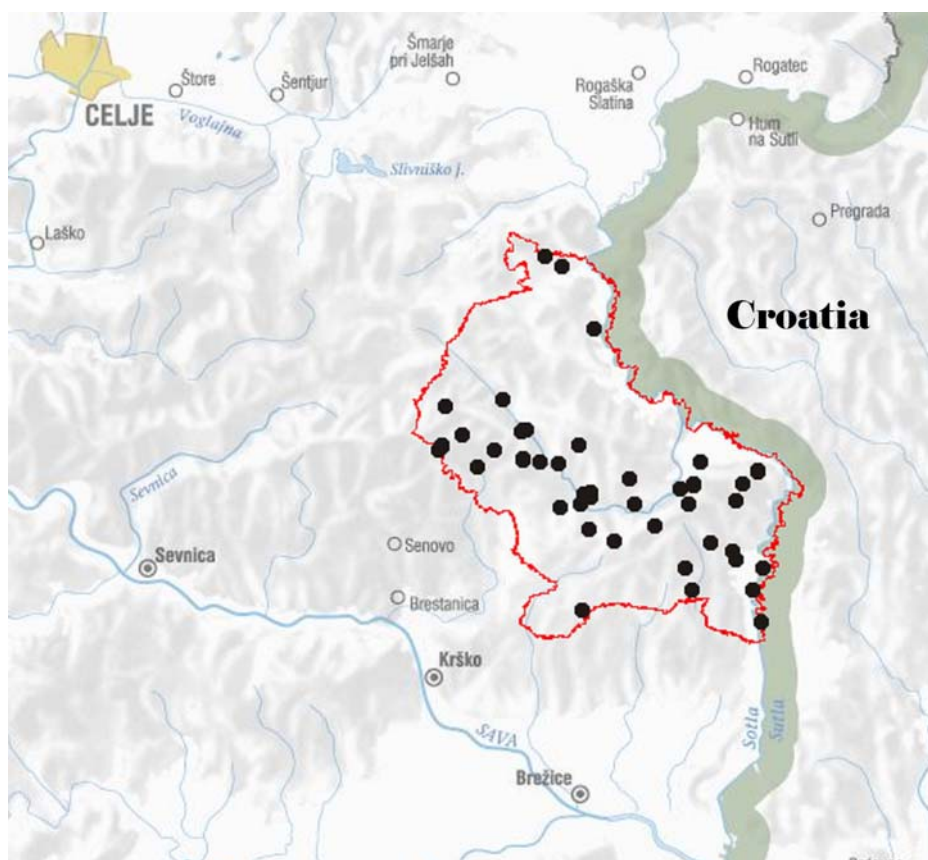 Šmarje
pri Jelšah
Rogatec
Rogaška
Slatina
Štore
Šentjur
CELJE
Voglajna
Hum
na Sutli
Slivniško j.
Pregrada
Laško
Croatia
Sevnica
Senovo
Sevnica
Brestanica
Krško
SAVA
Sotla
Sutla
Brežice